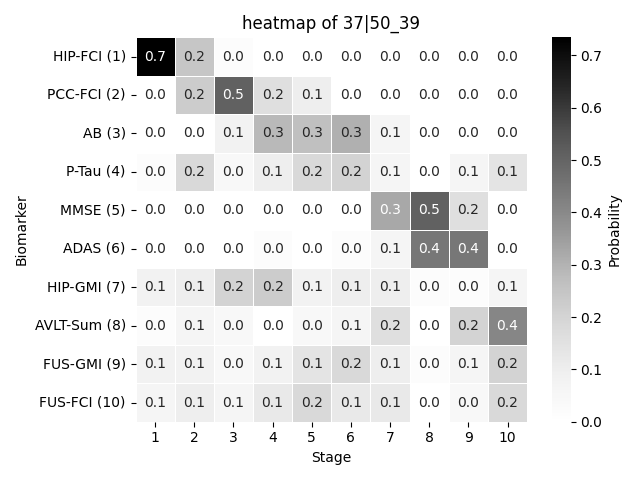 heatmap of 37|50_39
HIP-FCI (1) 0.7 0.2 0.0 0.0 0.0 0.0 0.0 0.0 0.0 0.0
PCC-FCI (2) 0.0 0.2 0.5 0.2 0.1 0.0 0.0 0.0 0.0 0.0
AB (3) 0.0 0.0 0.1 0.3 0.3 0.3 0.1 0.0 0.0 0.0
P-Tau (4) 0.0 0.2 0.0 0.1 0.2 0.2 0.1 0.0 0.1 0.1
MMSE (5) 0.0 0.0 0.0 0.0 0.0 0.0 0.3 0.5 0.2 0.0
ADAS (6) 0.0 0.0 0.0 0.0 0.0 0.0 0.1 0.4 0.4 0.0
HIP-GMI (7) 0.1 0.1 0.2 0.2 0.1 0.1 0.1 0.0 0.0 0.1
AVLT-Sum (8) 0.0 0.1 0.0 0.0 0.0 0.1 0.2 0.0 0.2 0.4
FUS-GMI (9) 0.1 0.1 0.0 0.1 0.1 0.2 0.1 0.0 0.1 0.2
FUS-FCI (10) 0.1 0.1 0.1 0.1 0.2 0.1 0.1 0.0 0.0 0.2
1 2 3 4 5 6 7 8 9 10
Stage
Biomarker
0.7
0.6
0.5
0.4
0.3
0.2
0.1
0.0
Probability